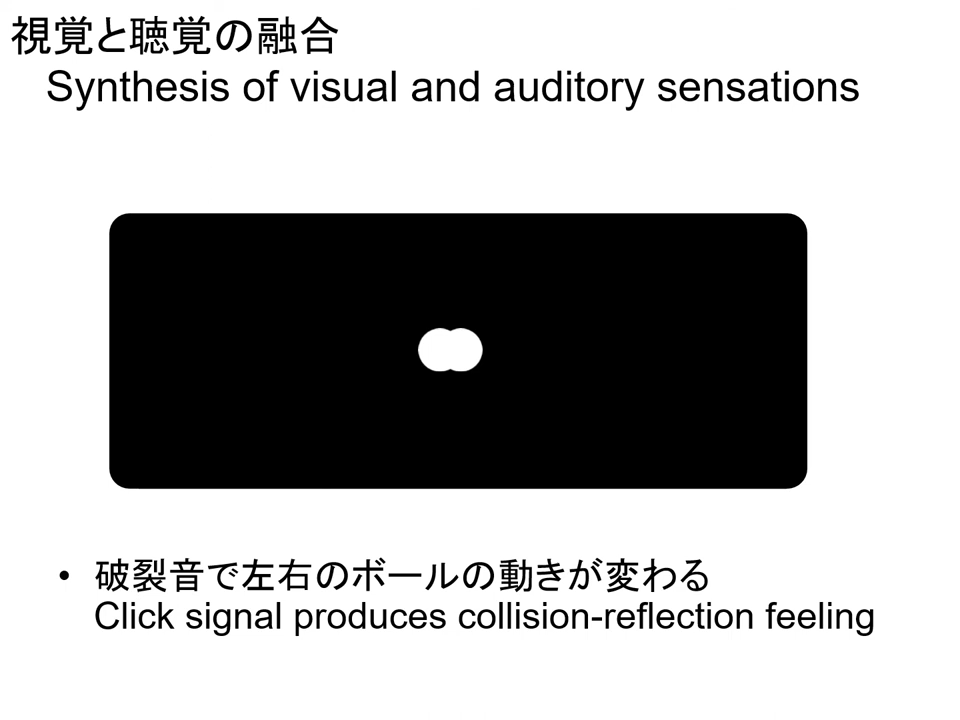 視覚と聴覚の融合
Synthesis of visual and auditory sensations
• 破裂音で左右のボールの動きが変わる
Click signal produces collision-reflection feeling